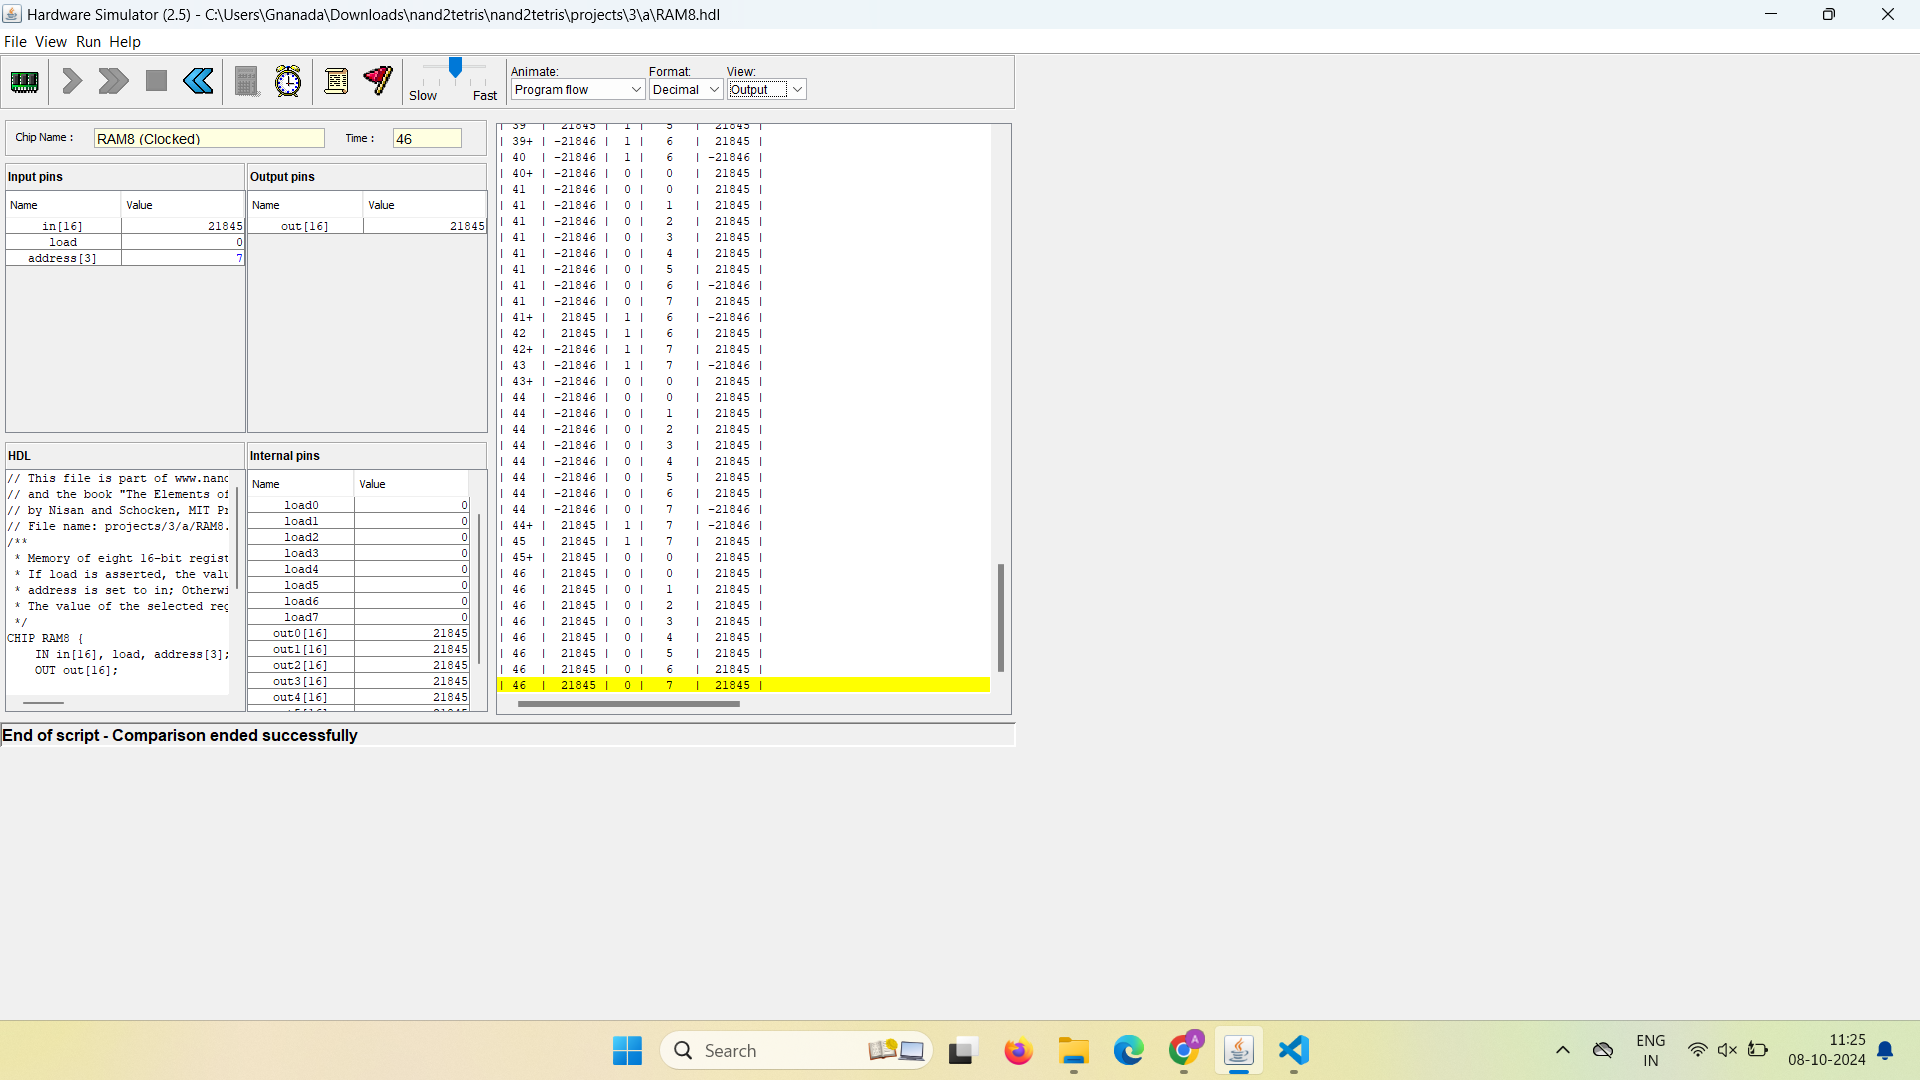 Hardware Simulator (2.5) - C:\Users\Gnanada\Downloads\nand2tetris\nand2tetris\projects\3\a\RAM8.hdl
File View Run Help
Slow Fast
Animate: Format: View:
Program flow Decimal Output
Chip Name : RAM8 (Clocked) Time : 46
Input pins
Name Value
in[16] 21845
load 0
address[3] 7
Output pins
Name Value
out[16] 21845
HDL
// This file is part of www.nand
// and the book "The Elements of
// by Nisan and Schocken, MIT Pr
// File name: projects/3/a/RAM8.
/**
* Memory of eight 16-bit regist
* If load is asserted, the valu
* address is set to in; Otherwi
* The value of the selected reg
*/
CHIP RAM8 {
IN in[16], load, address[3];
OUT out[16];
Internal pins
Name Value
load0 0
load1 0
load2 0
load3 0
load4 0
load5 0
load6 0
load7 0
out0[16] 21845
out1[16] 21845
out2[16] 21845
out3[16] 21845
out4[16] 21845
| 39 | 21845 | 1 | 5 | 21845 |
| 39+ | -21846 | 1 | 6 | 21845 |
| 40 | -21846 | 1 | 6 | -21846 |
| 40+ | -21846 | 0 | 0 | 21845 |
| 41 | -21846 | 0 | 0 | 21845 |
| 41 | -21846 | 0 | 1 | 21845 |
| 41 | -21846 | 0 | 2 | 21845 |
| 41 | -21846 | 0 | 3 | 21845 |
| 41 | -21846 | 0 | 4 | 21845 |
| 41 | -21846 | 0 | 5 | 21845 |
| 41 | -21846 | 0 | 6 | -21846 |
| 41 | -21846 | 0 | 7 | 21845 |
| 41+ | 21845 | 1 | 6 | -21846 |
| 42 | 21845 | 1 | 6 | 21845 |
| 42+ | -21846 | 1 | 7 | 21845 |
| 43 | -21846 | 1 | 7 | -21846 |
| 43+ | -21846 | 0 | 0 | 21845 |
| 44 | -21846 | 0 | 0 | 21845 |
| 44 | -21846 | 0 | 1 | 21845 |
| 44 | -21846 | 0 | 2 | 21845 |
| 44 | -21846 | 0 | 3 | 21845 |
| 44 | -21846 | 0 | 4 | 21845 |
| 44 | -21846 | 0 | 5 | 21845 |
| 44 | -21846 | 0 | 6 | 21845 |
| 44 | -21846 | 0 | 7 | -21846 |
| 44+ | 21845 | 1 | 7 | -21846 |
| 45 | 21845 | 1 | 7 | 21845 |
| 45+ | 21845 | 0 | 0 | 21845 |
| 46 | 21845 | 0 | 0 | 21845 |
| 46 | 21845 | 0 | 1 | 21845 |
| 46 | 21845 | 0 | 2 | 21845 |
| 46 | 21845 | 0 | 3 | 21845 |
| 46 | 21845 | 0 | 4 | 21845 |
| 46 | 21845 | 0 | 5 | 21845 |
| 46 | 21845 | 0 | 6 | 21845 |
| 46 | 21845 | 0 | 7 | 21845 |
End of script - Comparison ended successfully
Search
A
ENG
IN
11:25
08-10-2024